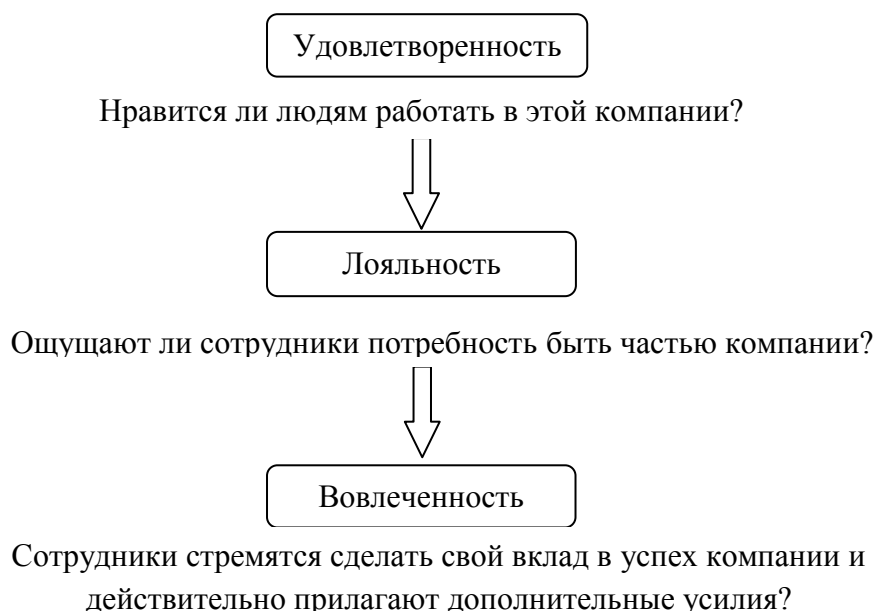 Удовлетворенность
Нравится ли людям работать в этой компании?
Лояльность
Ощущают ли сотрудники потребность быть частью компании?
Вовлеченность
Сотрудники стремятся сделать свой вклад в успех компании и
действительно прилагают дополнительные усилия?